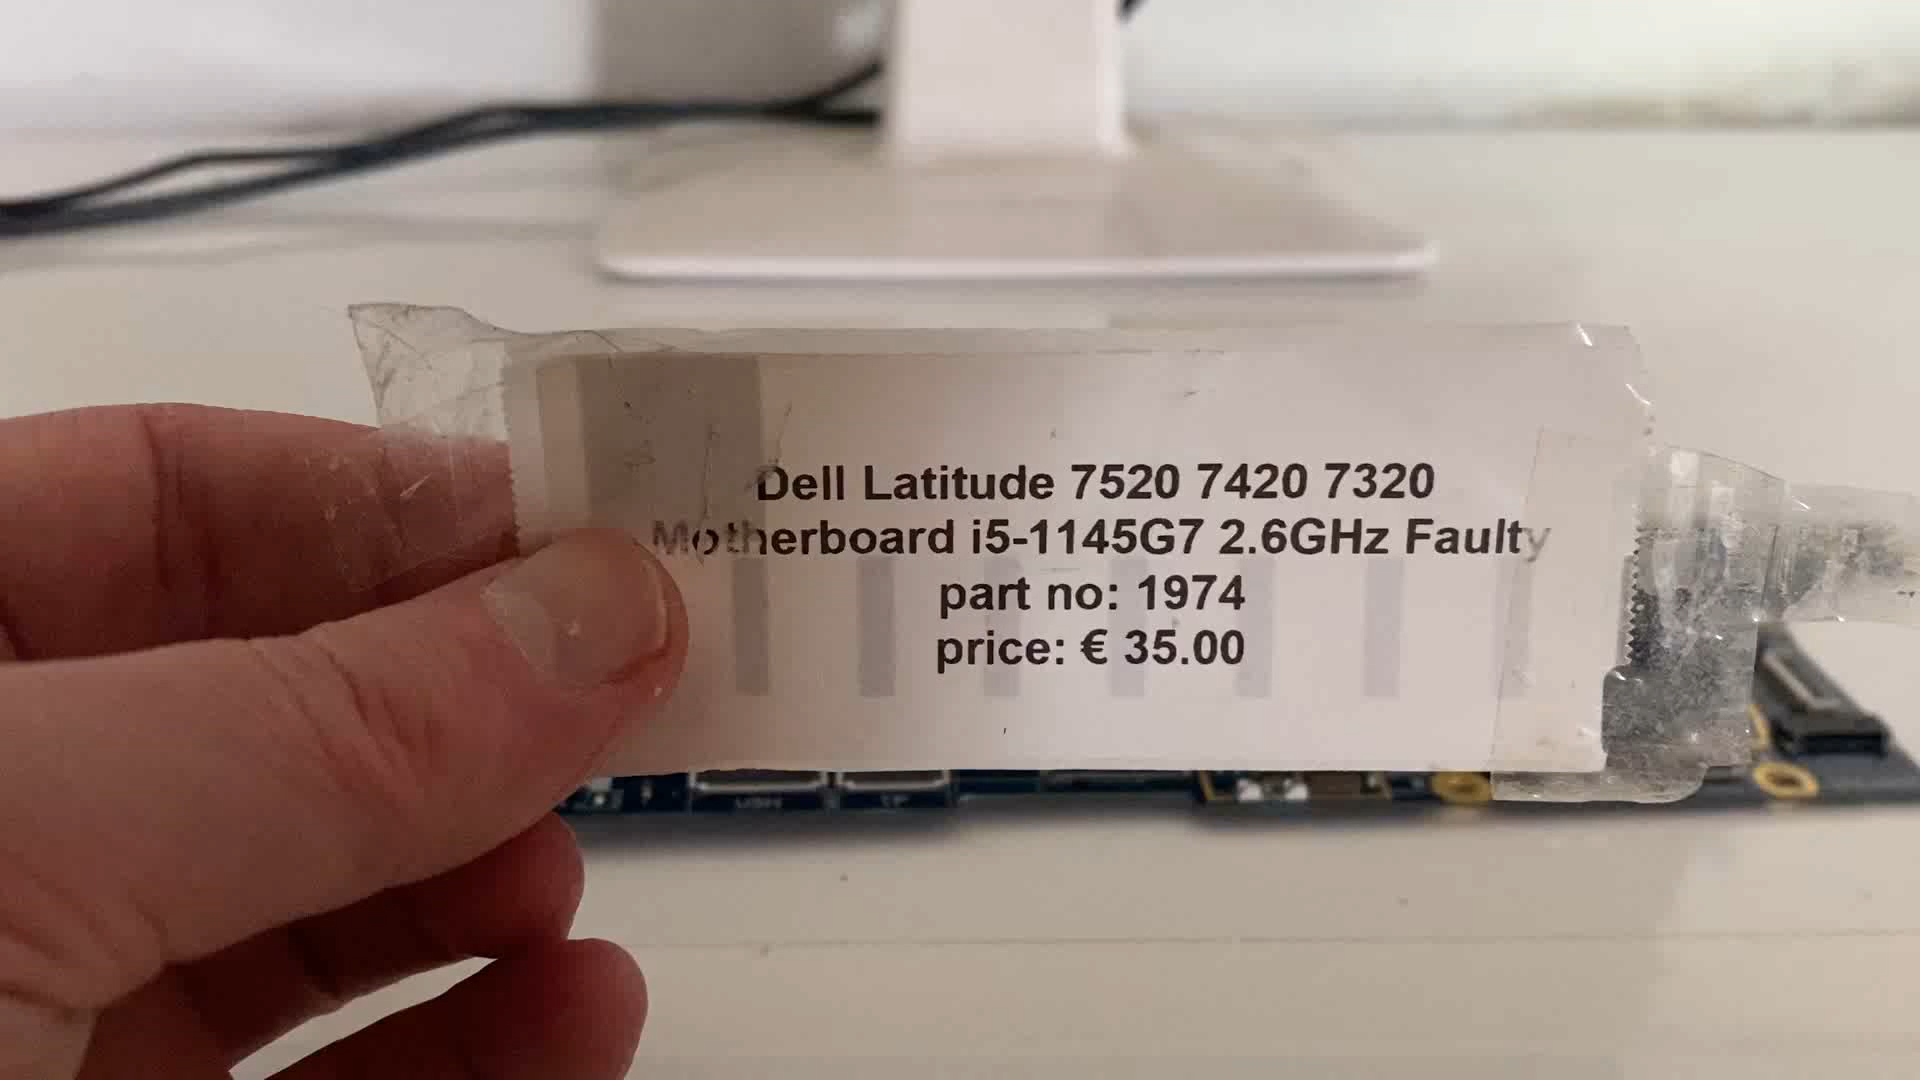 Dell Latitude 7520 7420 7320
Motherboard i5-1145G7 2.6GHz Faulty
part no: 1974
price: € 35.00